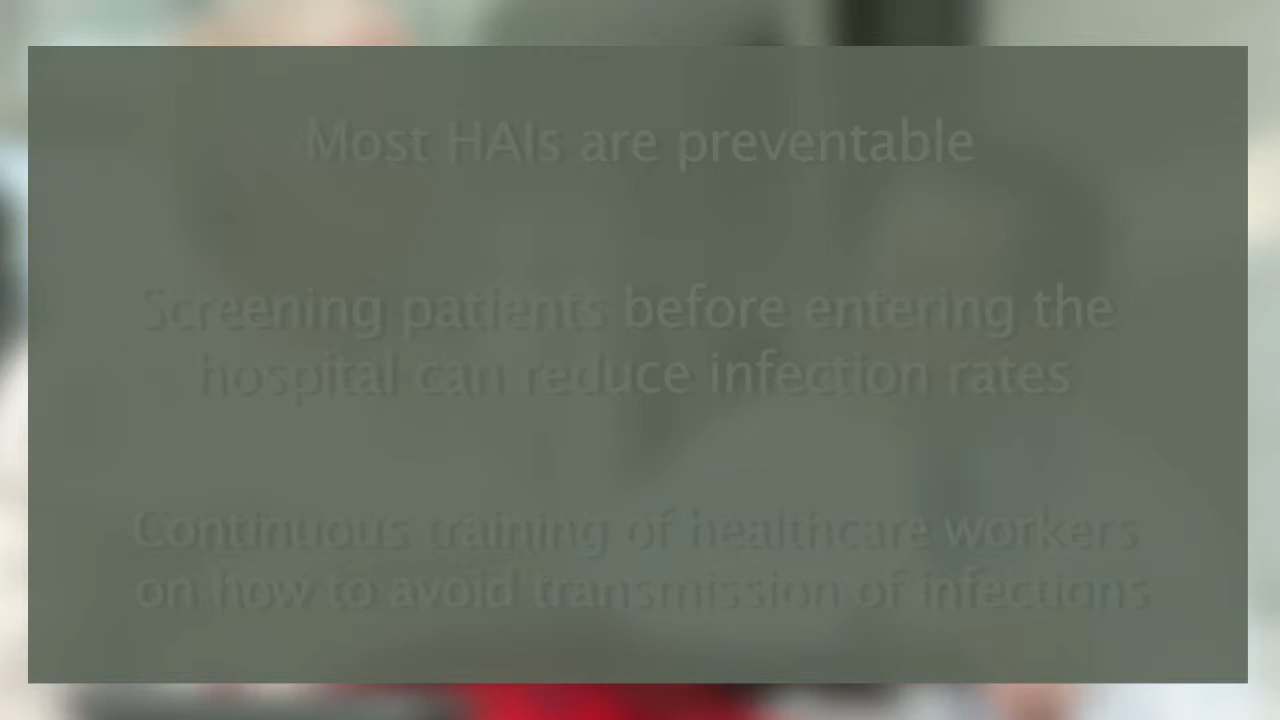 Most HAIs are preventable
Screening patients before entering the
hospital can reduce infection rates
Continuous training of healthcare workers
on how to avoid transmission of infections